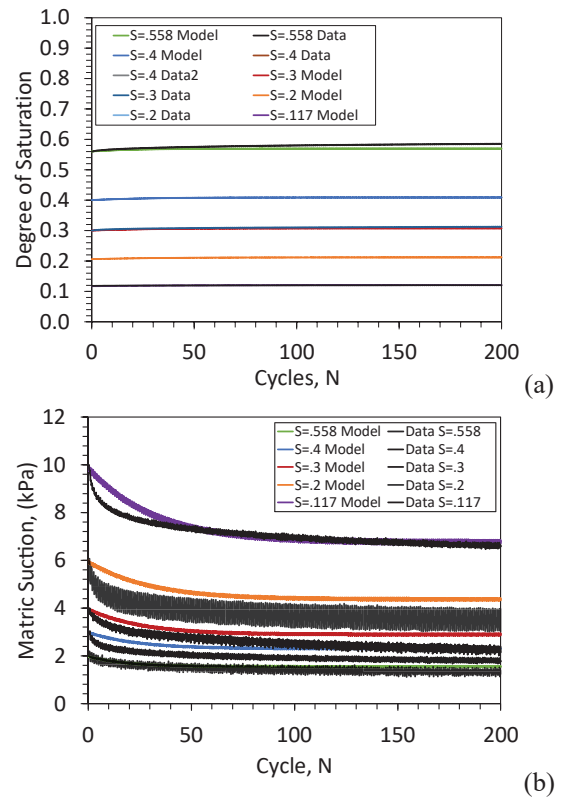 1.0
0.9
0.8
0.7
0.6
0.5
0.4
0.3
0.2
0.1
0.0
Degree of Saturation
S=.558 Model S=.558 Data
S=.4 Model S=.4 Data
S=.4 Data2 S=.3 Model
S=.3 Data S=.2 Model
S=.2 Data S=.117 Model
0 50 100 150 200
Cycles, N
(a)
12
10
8
6
4
2
0
Matric Suction, (kPa)
S=.558 Model Data S=.558
S=.4 Model Data S=.4
S=.3 Model Data S=.3
S=.2 Model Data S=.2
S=.117 Model Data S=.117
0 50 100 150 200
Cycle, N
(b)